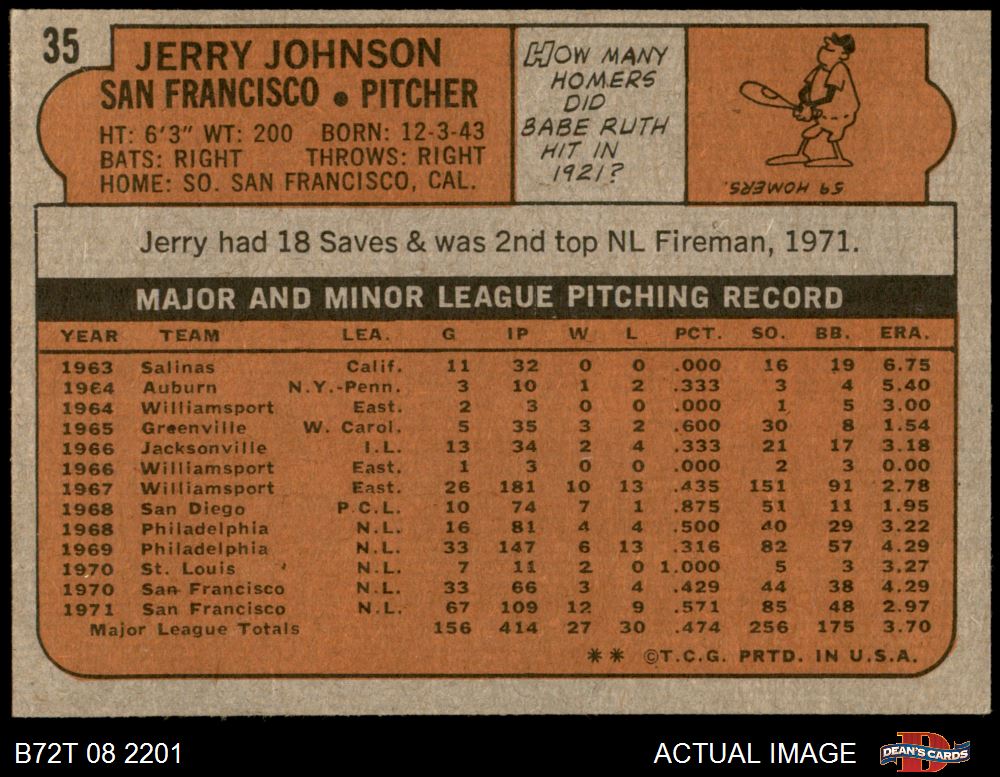 35
JERRY JOHNSON
SAN FRANCISCO • PITCHER
HT: 6'3" WT: 200 BORN: 12-3-43
BATS: RIGHT THROWS: RIGHT
HOME: SO. SAN FRANCISCO, CAL.
HOW MANY
HOMERS
DID
BABE RUTH
HIT IN
1921?
59 HOMERS.
Jerry had 18 Saves & was 2nd top NL Fireman, 1971.
MAJOR AND MINOR LEAGUE PITCHING RECORD
YEAR TEAM LEA. G IP W L PCT. SO. BB. ERA.
1963 Salinas Calif. 11 32 0 0 .000 16 19 6.75
1964 Auburn N.Y.-Penn. 3 10 1 2 .333 3 4 5.40
1964 Williamsport East. 2 3 0 0 .000 1 5 3.00
1965 Greenville W. Carol. 5 35 3 2 .600 30 8 1.54
1966 Jacksonville I.L. 13 34 2 4 .333 21 17 3.18
1966 Williamsport East. 1 3 0 0 .000 2 3 0.00
1967 Williamsport East. 26 181 10 13 .435 151 91 2.78
1968 San Diego P.C.L. 10 74 7 1 .875 51 11 1.95
1968 Philadelphia N.L. 16 81 4 4 .500 40 29 3.22
1969 Philadelphia N.L. 33 147 6 13 .316 82 57 4.29
1970 St. Louis N.L. 7 11 2 0 1.000 5 3 3.27
1970 San Francisco N.L. 33 66 3 4 .429 44 38 4.29
1971 San Francisco N.L. 67 109 12 9 .571 85 48 2.97
Major League Totals 156 414 27 30 .474 256 175 3.70
** ©T.C.G. PRTD. IN U.S.A.
B72T 08 2201
ACTUAL IMAGE
D
DEAN'S CARDS